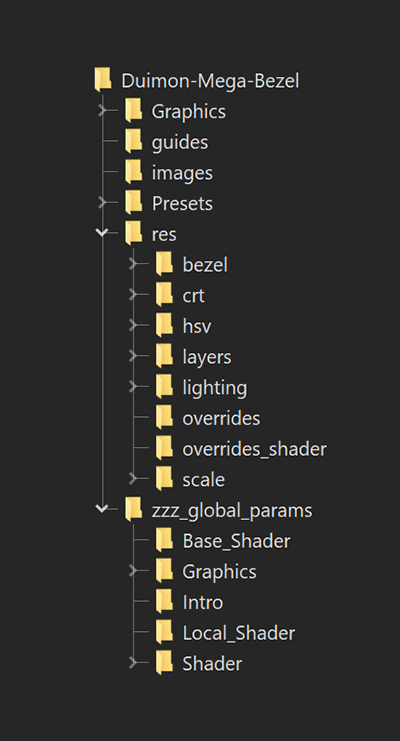 Duimon-Mega-Bezel
Graphics
guides
images
Presets
res
bezel
crt
hsv
layers
lighting
overrides
overrides_shader
scale
zzz_global_params
Base_Shader
Graphics
Intro
Local_Shader
Shader